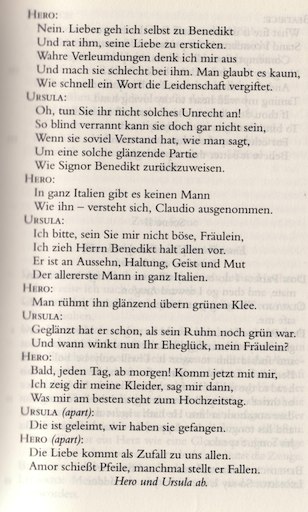 HERO:
Nein. Lieber geh ich selbst zu Benedikt
Und rat ihm, seine Liebe zu ersticken.
Wahre Verleumdungen denk ich mir aus
Und mach sie schlecht bei ihm. Man glaubt es kaum,
Wie schnell ein Wort die Leidenschaft vergiftet.
URSULA:
Oh, tun Sie ihr nicht solches Unrecht an!
So blind verrannt kann sie doch gar nicht sein,
Wenn sie soviel Verstand hat, wie man sagt,
Um eine solche glänzende Partie
Wie Signor Benedikt zurückzuweisen.
HERO:
In ganz Italien gibt es keinen Mann
Wie ihn – versteht sich, Claudio ausgenommen.
URSULA:
Ich bitte, sein Sie mir nicht böse, Fräulein,
Ich zieh Herrn Benedikt halt allen vor.
Er ist an Aussehn, Haltung, Geist und Mut
Der allererste Mann in ganz Italien.
HERO:
Man rühmt ihn glänzend übern grünen Klee.
URSULA:
Geglänzt hat er schon, als sein Ruhm noch grün war.
Und wann winkt nun Ihr Eheglück, mein Fräulein?
HERO:
Bald, jeden Tag, ab morgen! Komm jetzt mit mir,
Ich zeig dir meine Kleider, sag mir dann,
Was mir am besten steht zum Hochzeitstag.
URSULA (apart):
Die ist geleimt, wir haben sie gefangen.
HERO (apart):
Die Liebe kommt als Zufall zu uns allen.
Amor schießt Pfeile, manchmal stellt er Fallen.
Hero und Ursula ab.